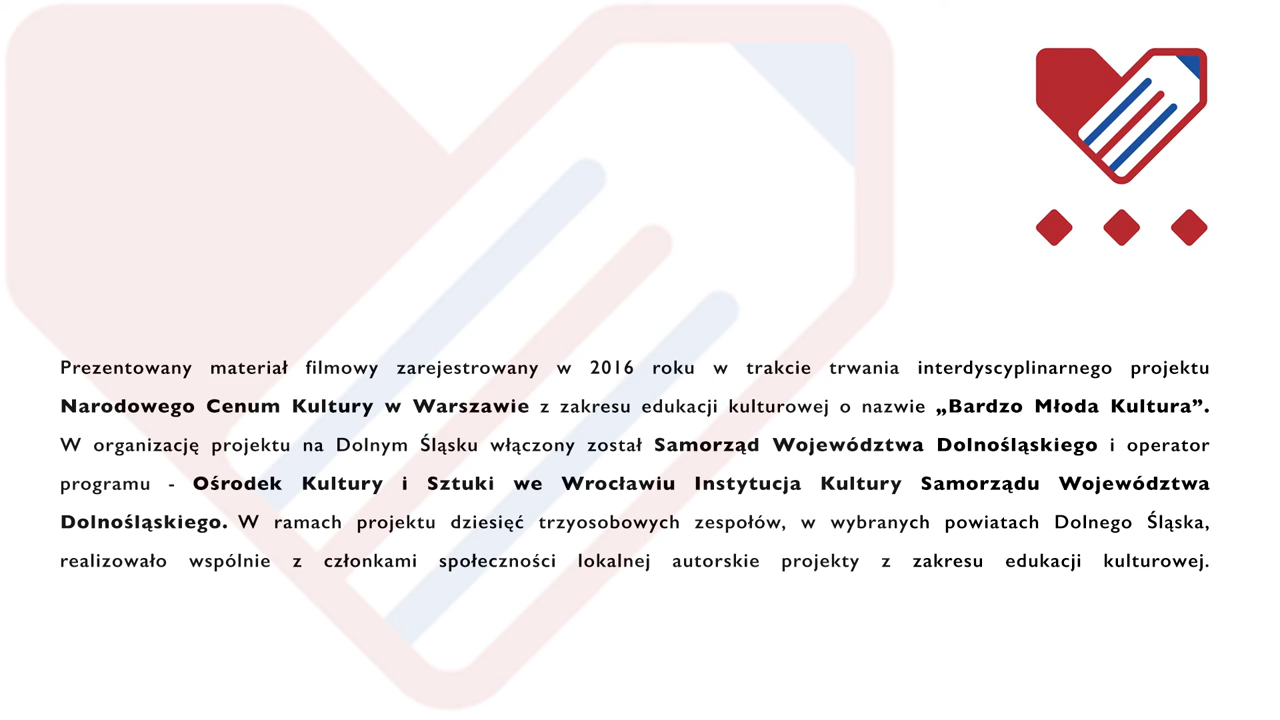 Prezentowany materiał filmowy zarejestrowany w 2016 roku w trakcie trwania interdyscyplinarnego projektu
Narodowego Cenum Kultury w Warszawie z zakresu edukacji kulturowej o nazwie „Bardzo Młoda Kultura”.
W organizację projektu na Dolnym Śląsku włączony został Samorząd Województwa Dolnośląskiego i operator
programu - Ośrodek Kultury i Sztuki we Wrocławiu Instytucja Kultury Samorządu Województwa
Dolnośląskiego. W ramach projektu dziesięć trzyosobowych zespołów, w wybranych powiatach Dolnego Śląska,
realizowało wspólnie z członkami społeczności lokalnej autorskie projekty z zakresu edukacji kulturowej.